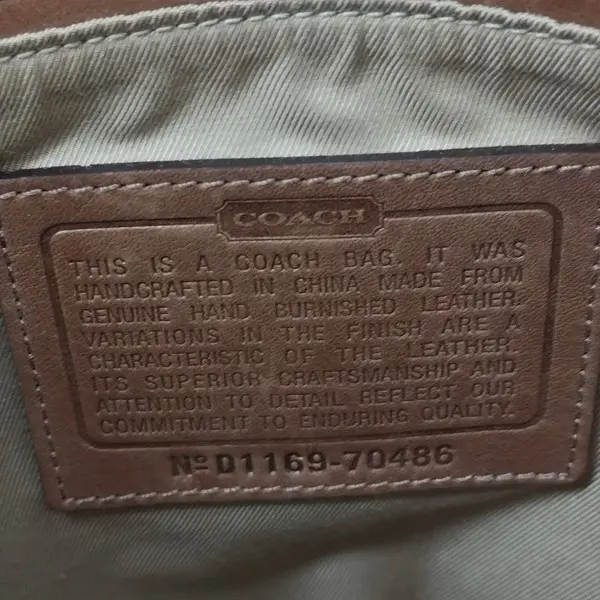 COACH
THIS IS A COACH BAG. IT WAS
HANDCRAFTED IN CHINA MADE FROM
GENUINE HAND BURNISHED LEATHER.
VARIATIONS IN THE FINISH ARE A
CHARACTERISTIC OF THE LEATHER.
ITS SUPERIOR CRAFTSMANSHIP AND
ATTENTION TO DETAIL REFLECT OUR
COMMITMENT TO ENDURING QUALITY.
Nº D1169-70486